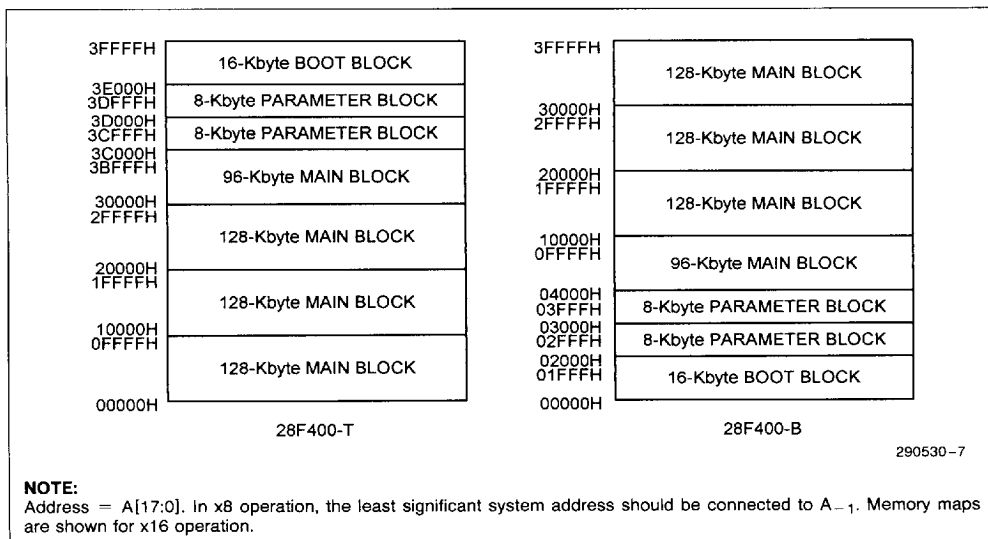 3FFFFH
16-Kbyte BOOT BLOCK
3E000H
3DFFFH
8-Kbyte PARAMETER BLOCK
3D000H
3CFFFH
8-Kbyte PARAMETER BLOCK
3C000H
3BFFFH
96-Kbyte MAIN BLOCK
30000H
2FFFFH
128-Kbyte MAIN BLOCK
20000H
1FFFFH
128-Kbyte MAIN BLOCK
10000H
0FFFFH
128-Kbyte MAIN BLOCK
00000H
28F400-T
3FFFFH
128-Kbyte MAIN BLOCK
30000H
2FFFFH
128-Kbyte MAIN BLOCK
20000H
1FFFFH
128-Kbyte MAIN BLOCK
10000H
0FFFFH
96-Kbyte MAIN BLOCK
04000H
03FFFH
8-Kbyte PARAMETER BLOCK
03000H
02FFFH
8-Kbyte PARAMETER BLOCK
02000H
01FFFH
16-Kbyte BOOT BLOCK
00000H
28F400-B
290530-7
NOTE:
Address = A[17:0]. In x8 operation, the least significant system address should be connected to A₋₁. Memory maps
are shown for x16 operation.